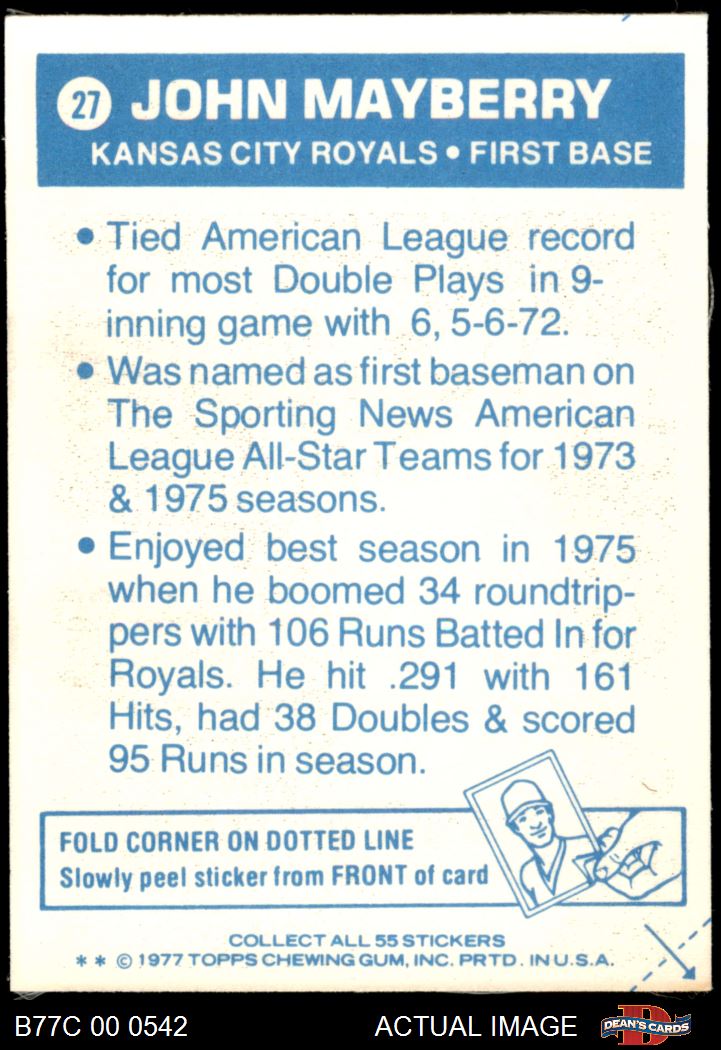 27 JOHN MAYBERRY
KANSAS CITY ROYALS • FIRST BASE
• Tied American League record
for most Double Plays in 9-
inning game with 6, 5-6-72.
• Was named as first baseman on
The Sporting News American
League All-Star Teams for 1973
& 1975 seasons.
• Enjoyed best season in 1975
when he boomed 34 roundtrip-
pers with 106 Runs Batted In for
Royals. He hit .291 with 161
Hits, had 38 Doubles & scored
95 Runs in season.
FOLD CORNER ON DOTTED LINE
Slowly peel sticker from FRONT of card
COLLECT ALL 55 STICKERS
* * © 1977 TOPPS CHEWING GUM, INC. PRTD. IN U.S.A.
B77C 00 0542
ACTUAL IMAGE
D
DEAN'S CARDS